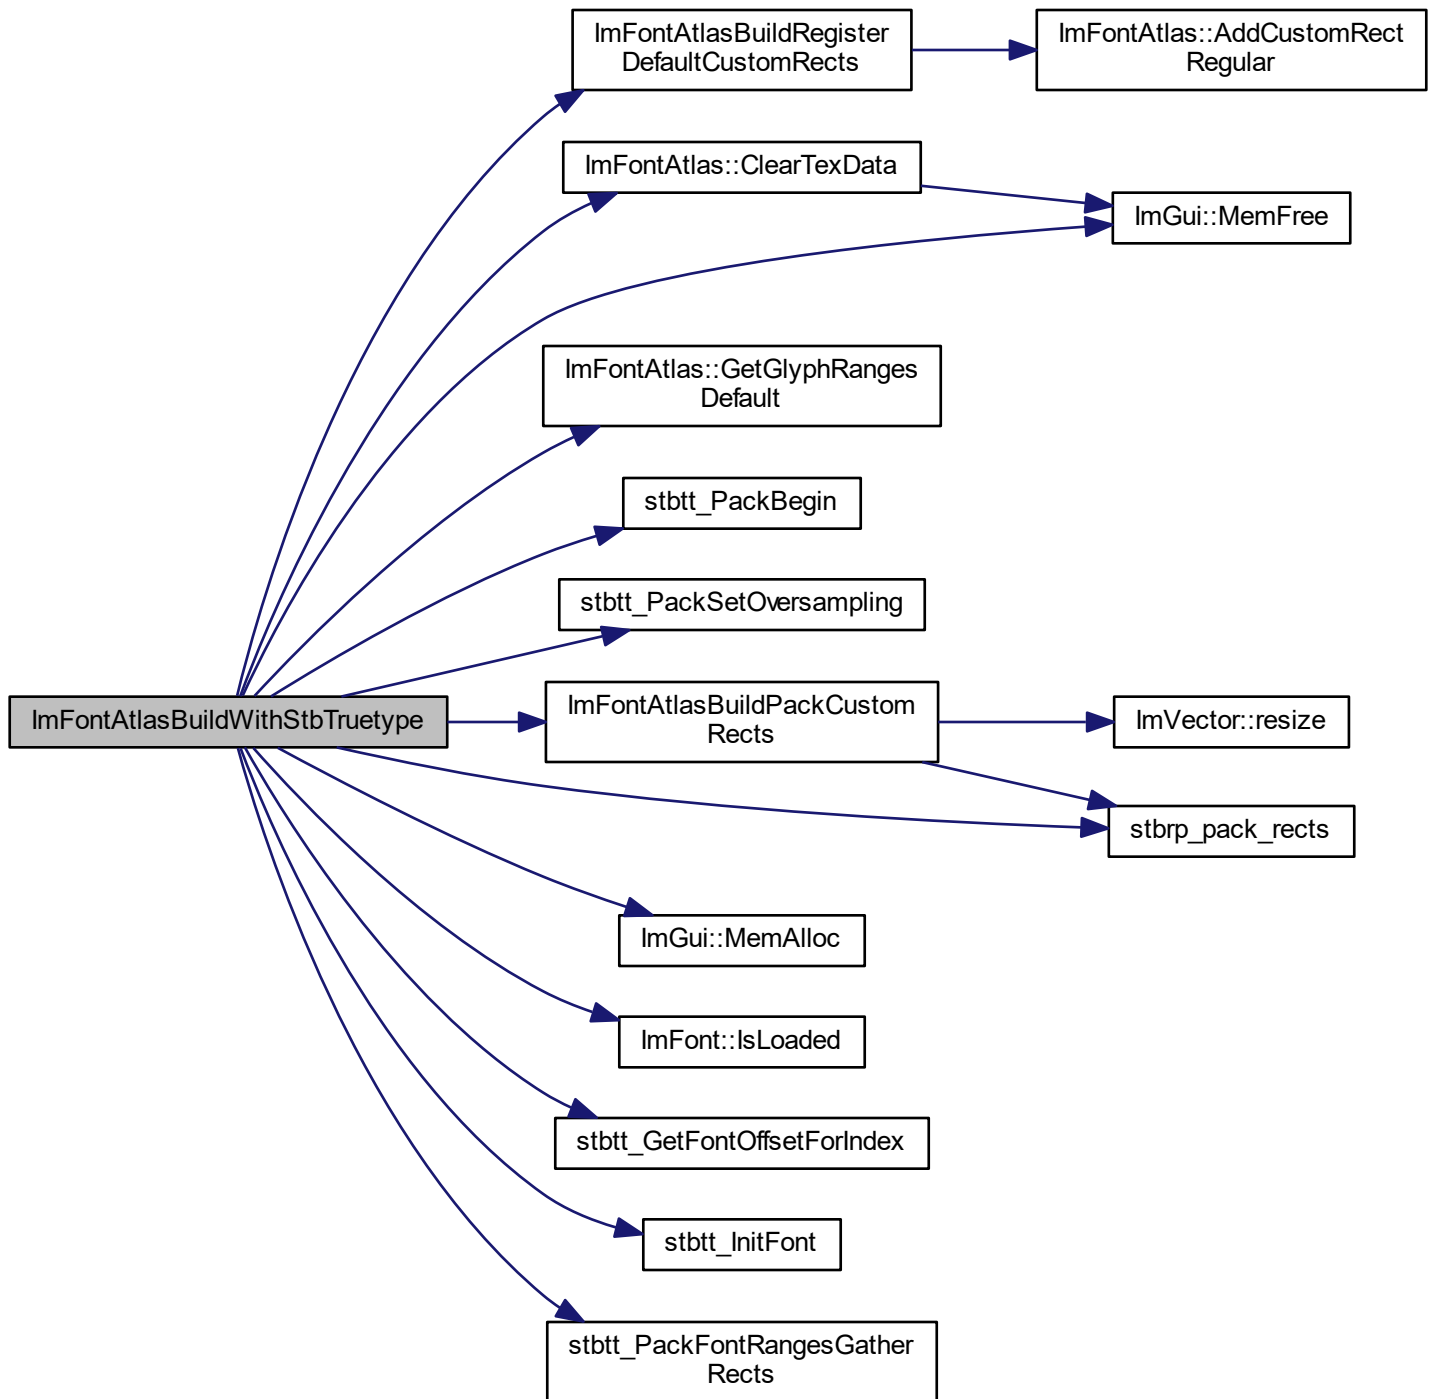 ImFontAtlasBuildRegister
DefaultCustomRects
ImFontAtlas::AddCustomRect
Regular
ImFontAtlas::ClearTexData
ImGui::MemFree
ImFontAtlas::GetGlyphRanges
Default
stbtt_PackBegin
stbtt_PackSetOversampling
ImFontAtlasBuildWithStbTruetype
ImFontAtlasBuildPackCustom
Rects
ImVector::resize
stbrp_pack_rects
ImGui::MemAlloc
ImFont::IsLoaded
stbtt_GetFontOffsetForIndex
stbtt_InitFont
stbtt_PackFontRangesGather
Rects